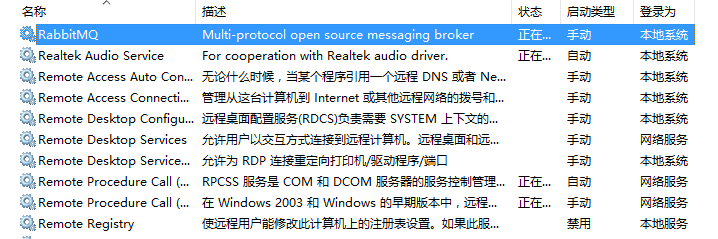 名称 描述 状态 启动类型 登录为
RabbitMQ Multi-protocol open source messaging broker 正在... 手动 本地系统
Realtek Audio Service For cooperation with Realtek audio driver. 正在... 自动 本地系统
Remote Access Auto Con... 无论什么时候，当某个程序引用一个远程 DNS 或者 Ne... 手动 本地系统
Remote Access Connecti... 管理从这台计算机到 Internet 或其他远程网络的拨号和... 手动 本地系统
Remote Desktop Configu... 远程桌面配置服务(RDCS)负责需要 SYSTEM 上下文的... 手动 本地系统
Remote Desktop Services 允许用户以交互方式连接到远程计算机。远程桌面和远... 手动 网络服务
Remote Desktop Service... 允许为 RDP 连接重定向打印机/驱动程序/端口 手动 本地系统
Remote Procedure Call (... RPCSS 服务是 COM 和 DCOM 服务器的服务控制管理... 正在... 自动 网络服务
Remote Procedure Call (... 在 Windows 2003 和 Windows 的早期版本中，远程... 正在... 手动 网络服务
Remote Registry 使远程用户能修改此计算机上的注册表设置。如果此服... 禁用 本地服务